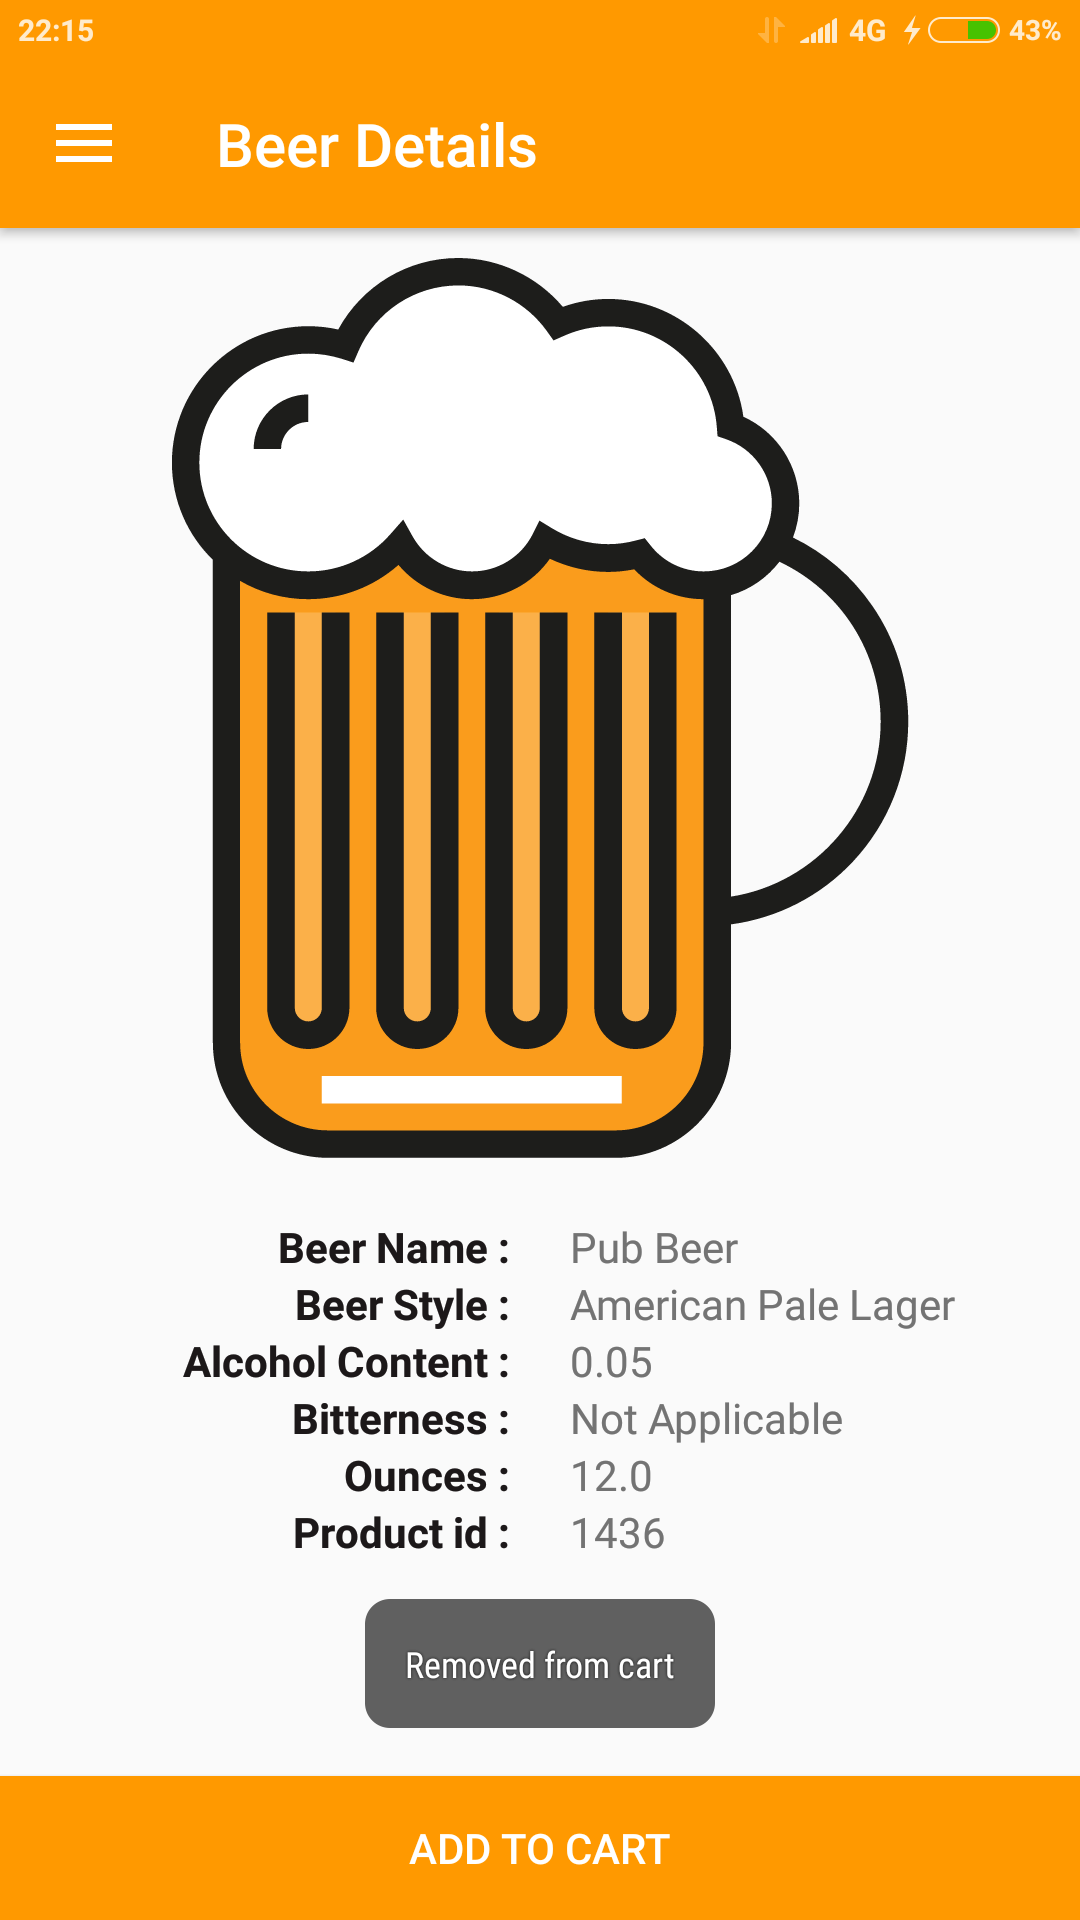 22:15 4G 43%
Beer Details
Beer Name : Pub Beer
Beer Style : American Pale Lager
Alcohol Content : 0.05
Bitterness : Not Applicable
Ounces : 12.0
Product id : 1436
Removed from cart
ADD TO CART